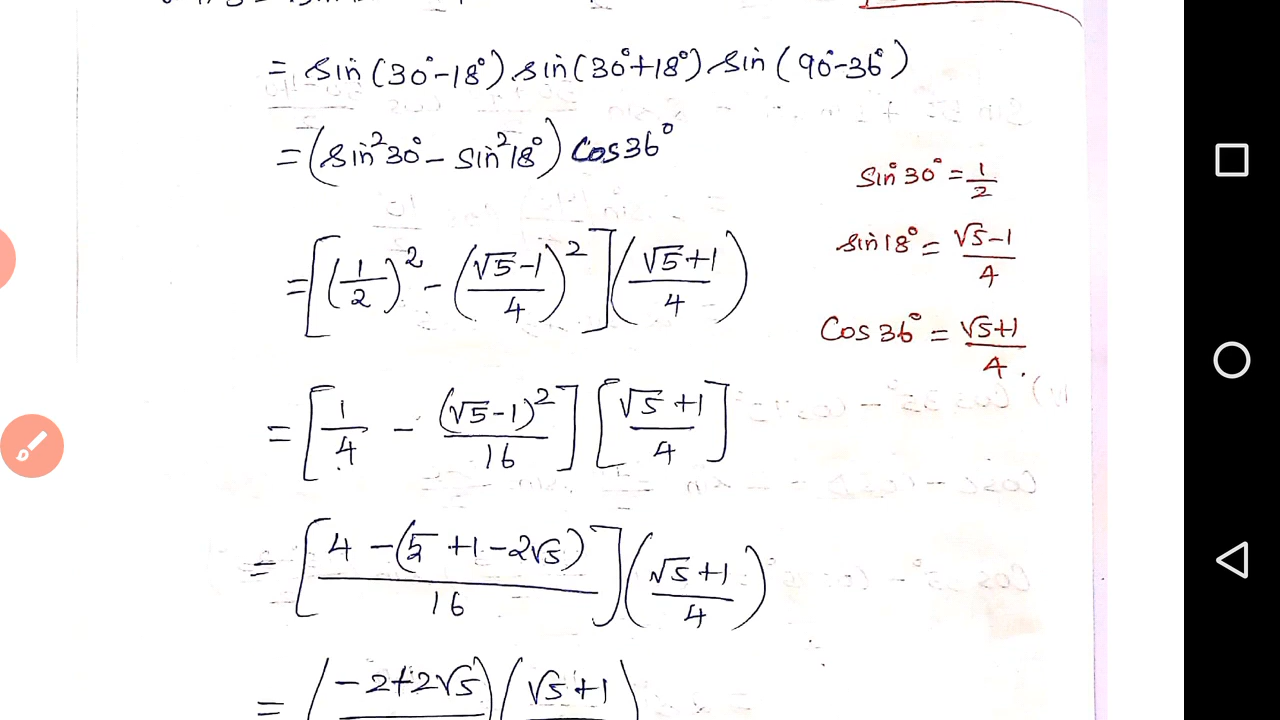 = sin(30°-18°) sin(30°+18°) sin(90°-36°)
= (sin²30° - sin²18°) Cos36°
sin 30° = 1/2
sin18° = √5-1/4
Cos36° = √5+1/4.
= [(1/2)² - (√5-1/4)²](√5+1/4)
= [1/4 - (√5-1)²/16][√5+1/4]
= [4-(5+1-2√5)/16](√5+1/4)
= (-2+2√5)(√5+1)